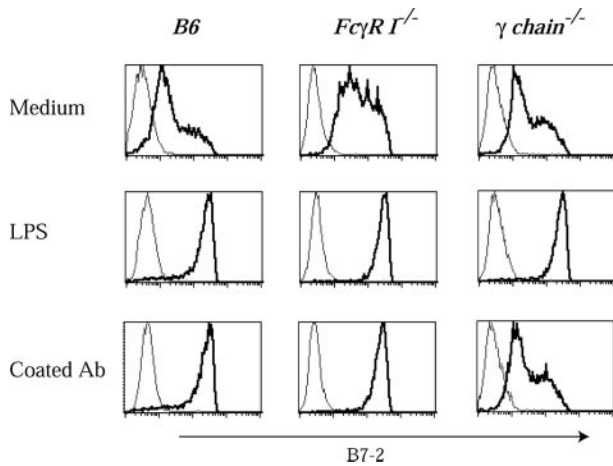 B6
FcγR I-/-
γ chain-/-
Medium
LPS
Coated Ab
B7-2